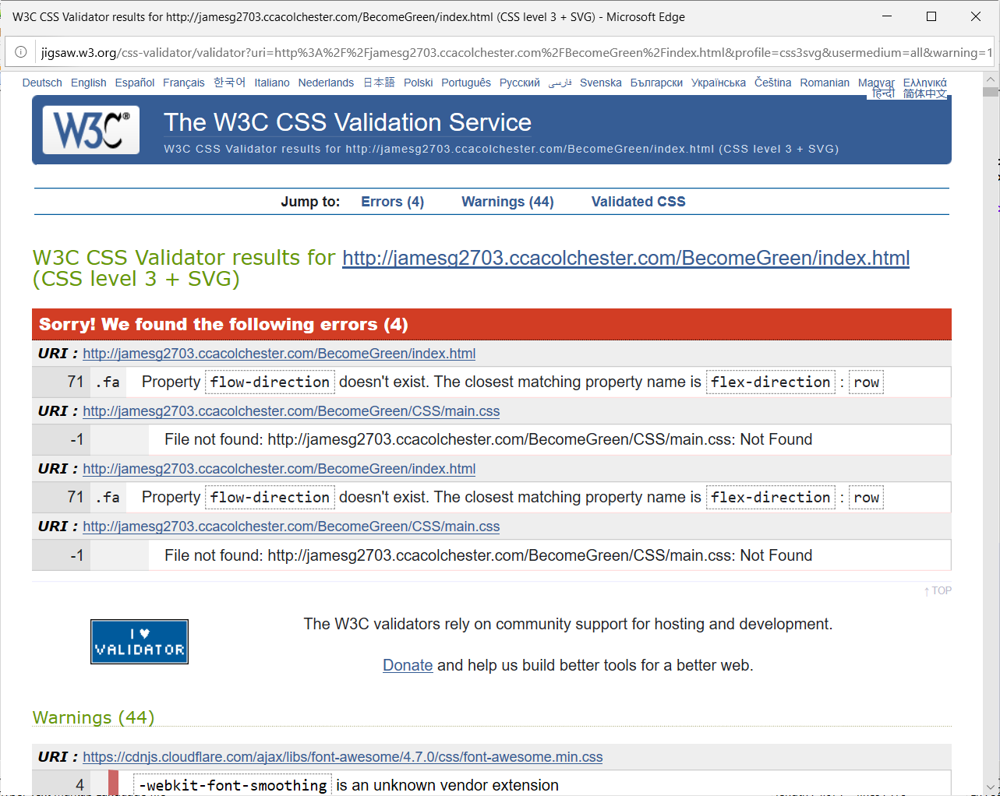 W3C CSS Validator results for http://jamesg2703.ccacolchester.com/BecomeGreen/index.html (CSS level 3 + SVG) - Microsoft Edge
jigsaw.w3.org/css-validator/validator?uri=http%3A%2F%2Fjamesg2703.ccacolchester.com%2FBecomeGreen%2Findex.html&profile=css3svg&usermedium=all&warning=1
Deutsch English Español Français 한국어 Italiano Nederlands 日本語 Polski Português Русский فارسی Svenska Български Українська Čeština Romanian Magyar Ελληνικά
हिन्दी 简体中文
W3C®
The W3C CSS Validation Service
W3C CSS Validator results for http://jamesg2703.ccacolchester.com/BecomeGreen/index.html (CSS level 3 + SVG)
Jump to: Errors (4) Warnings (44) Validated CSS
W3C CSS Validator results for http://jamesg2703.ccacolchester.com/BecomeGreen/index.html
(CSS level 3 + SVG)
Sorry! We found the following errors (4)
URI : http://jamesg2703.ccacolchester.com/BecomeGreen/index.html
71 .fa Property flow-direction doesn't exist. The closest matching property name is flex-direction : row
URI : http://jamesg2703.ccacolchester.com/BecomeGreen/CSS/main.css
-1 File not found: http://jamesg2703.ccacolchester.com/BecomeGreen/CSS/main.css: Not Found
URI : http://jamesg2703.ccacolchester.com/BecomeGreen/index.html
71 .fa Property flow-direction doesn't exist. The closest matching property name is flex-direction : row
URI : http://jamesg2703.ccacolchester.com/BecomeGreen/CSS/main.css
-1 File not found: http://jamesg2703.ccacolchester.com/BecomeGreen/CSS/main.css: Not Found
↑ TOP
I ♥
VALIDATOR
The W3C validators rely on community support for hosting and development.
Donate and help us build better tools for a better web.
Warnings (44)
URI : https://cdnjs.cloudflare.com/ajax/libs/font-awesome/4.7.0/css/font-awesome.min.css
4 -webkit-font-smoothing is an unknown vendor extension